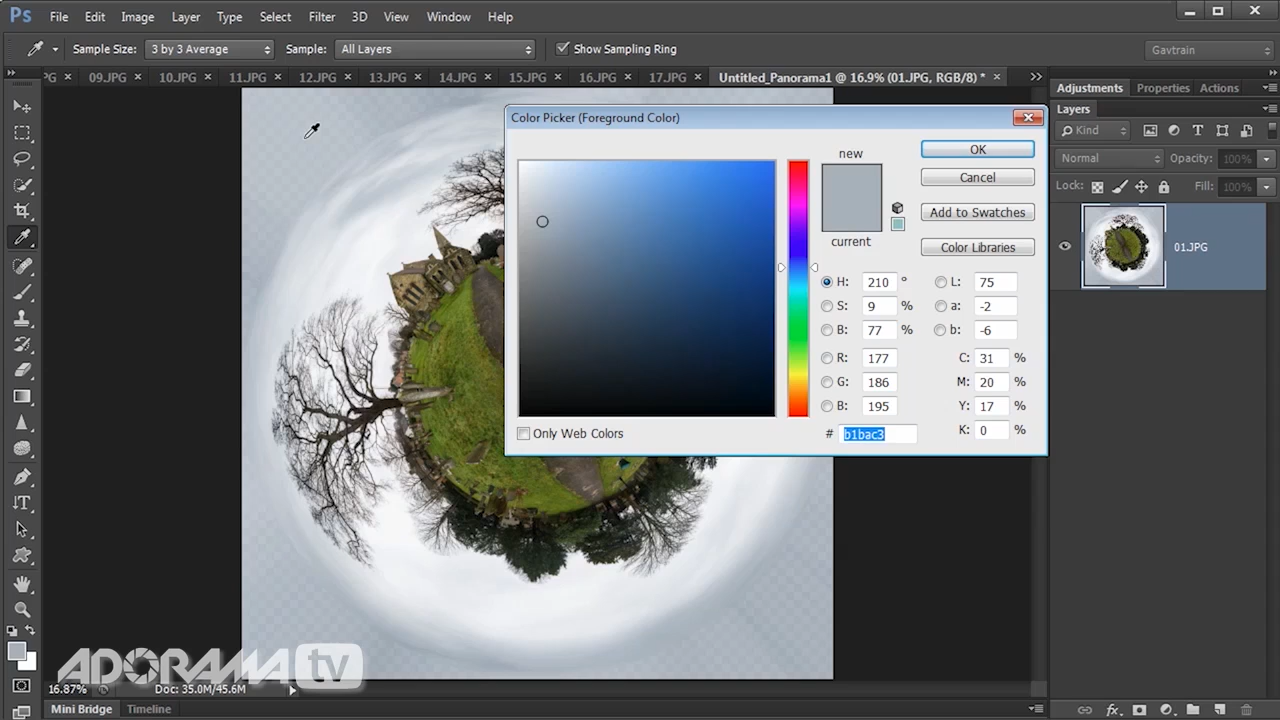 Ps File Edit Image Layer Type Select Filter 3D View Window Help
Sample Size: 3 by 3 Average Sample: All Layers Show Sampling Ring Gavtrain
PG × 09.JPG × 10.JPG × 11.JPG × 12.JPG × 13.JPG × 14.JPG × 15.JPG × 16.JPG × 17.JPG × Untitled_Panorama1 @ 16.9% (01.JPG, RGB/8) * ×
Adjustments Properties Actions
Layers
Kind
Normal Opacity: 100%
Lock: Fill: 100%
01.JPG
Color Picker (Foreground Color)
new
current
OK
Cancel
Add to Swatches
Color Libraries
H: 210 ° L: 75
S: 9 % a: -2
B: 77 % b: -6
R: 177 C: 31 %
G: 186 M: 20 %
B: 195 Y: 17 %
# b1bac3 K: 0 %
Only Web Colors
ADORAMA tv
16.87% Doc: 35.0M/45.6M
Mini Bridge Timeline